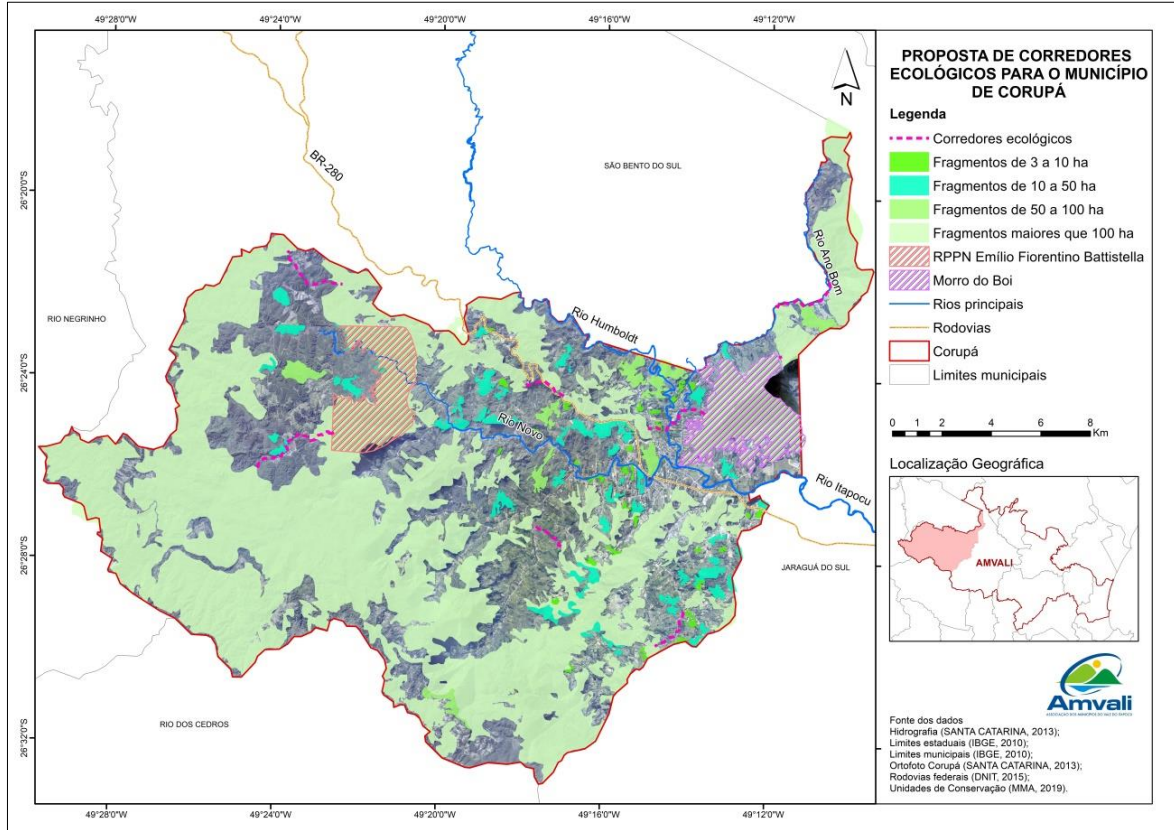 49°28'0"W
49°24'0"W
49°20'0"W
49°16'0"W
49°12'0"W
26°20'0"S
26°24'0"S
26°28'0"S
26°32'0"S
BR-280
SÃO BENTO DO SUL
N
Rio Ano Bom
RIO NEGRINHO
Rio Humboldt
Rio Novo
Rio Itapocu
JARAGUÁ DO SUL
RIO DOS CEDROS
49°28'0"W
49°24'0"W
49°20'0"W
49°16'0"W
49°12'0"W
PROPOSTA DE CORREDORES
ECOLÓGICOS PARA O MUNICÍPIO
DE CORUPÁ
Legenda
Corredores ecológicos
Fragmentos de 3 a 10 ha
Fragmentos de 10 a 50 ha
Fragmentos de 50 a 100 ha
Fragmentos maiores que 100 ha
RPPN Emílio Fiorentino Battistella
Morro do Boi
Rios principais
Rodovias
Corupá
Limites municipais
0 2 4 6 8
Km
Localização Geográfica
AMVALI
Amvali
ASSOCIAÇÃO DOS MUNICÍPIOS DO VALE DO ITAPOCU
Fonte dos dados
Hidrografia (SANTA CATARINA, 2013);
Limites estaduais (IBGE, 2010);
Limites municipais (IBGE, 2010);
Ortofoto Corupá (SANTA CATARINA, 2013);
Rodovias federais (DNIT, 2015);
Unidades de Conservação (MMA, 2019).